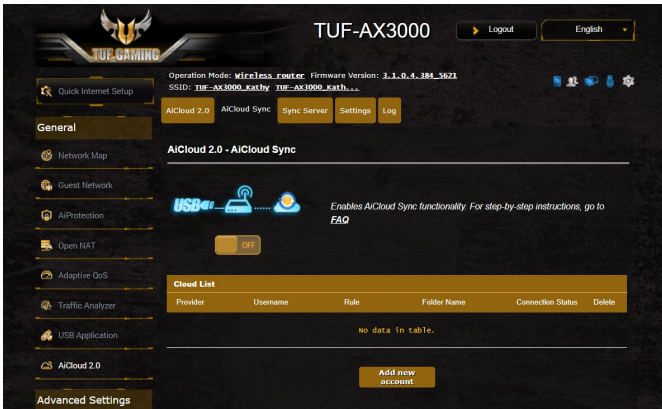 TUF GAMING
TUF-AX3000
Logout
English
Quick Internet Setup
Operation Mode: Wireless router Firmware Version: 3.1.0.4.384_5621
SSID: TUF-AX3000_Kathy TUF-AX3000_Kath...
AiCloud 2.0 AiCloud Sync Sync Server Settings Log
General
Network Map
Guest Network
AiProtection
Open NAT
Adaptive QoS
Traffic Analyzer
USB Application
AiCloud 2.0
Advanced Settings
AiCloud 2.0 - AiCloud Sync
USB
Enables AiCloud Sync functionality. For step-by-step instructions, go to
FAQ
OFF
Cloud List
Provider Username Rule Folder Name Connection Status Delete
No data in table.
Add new
account